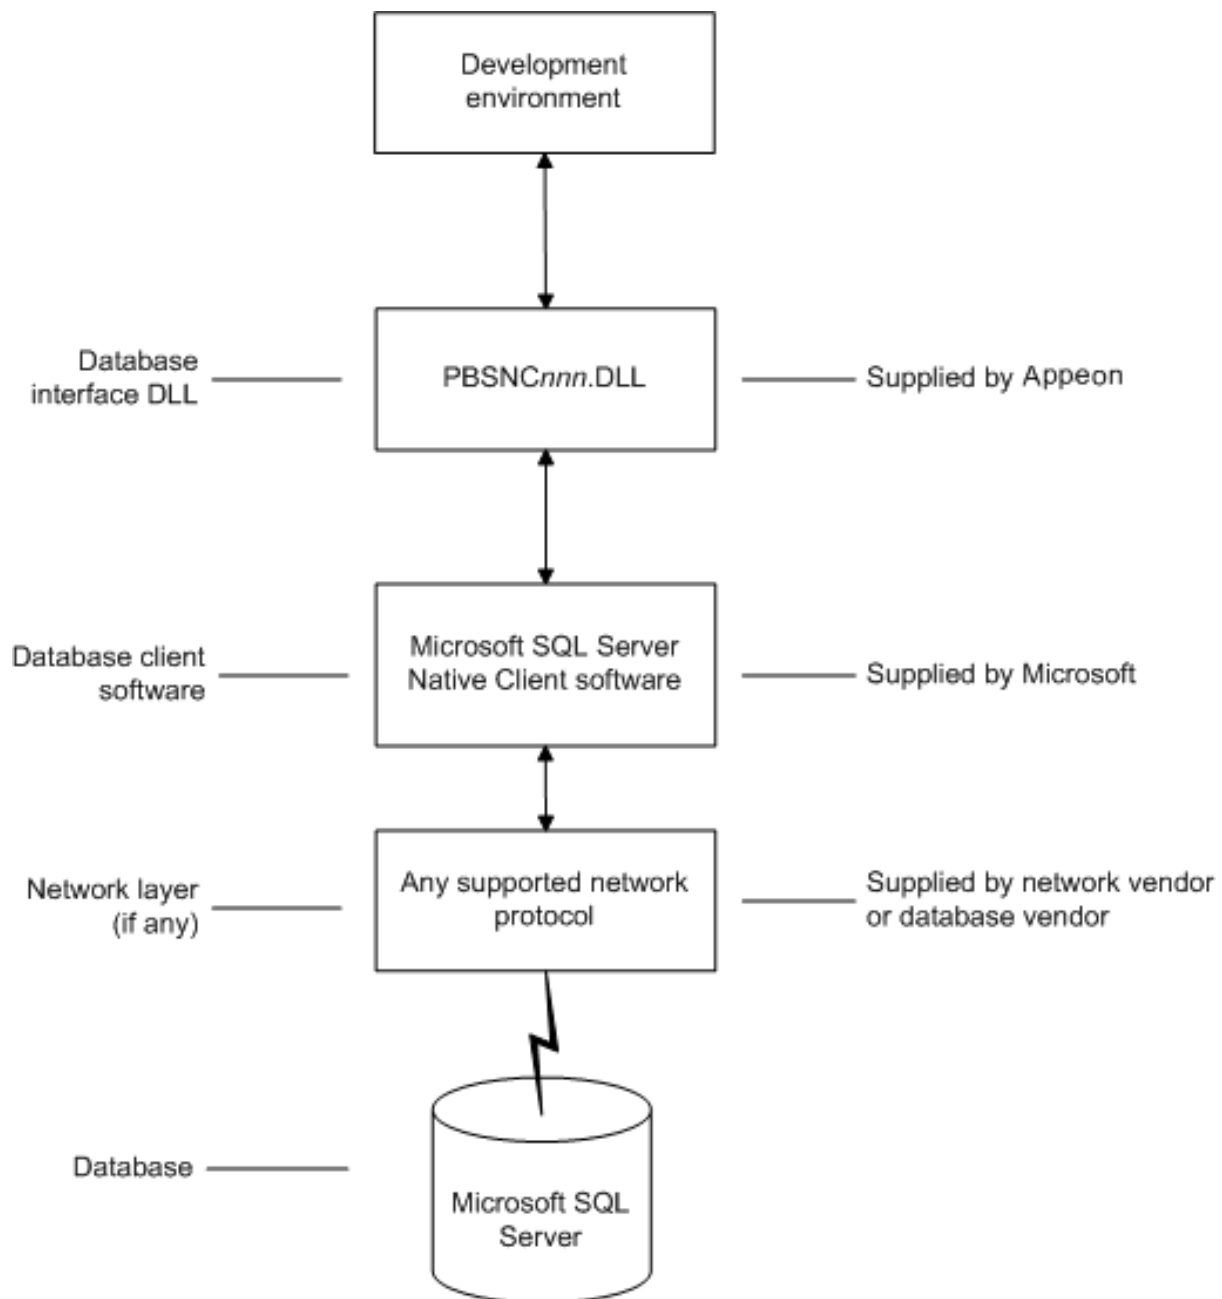 Development
environment
Database
interface DLL
PBSNCnnn.DLL
Supplied by Appeon
Database client
software
Microsoft SQL Server
Native Client software
Supplied by Microsoft
Network layer
(if any)
Any supported network
protocol
Supplied by network vendor
or database vendor
Database
Microsoft SQL
Server